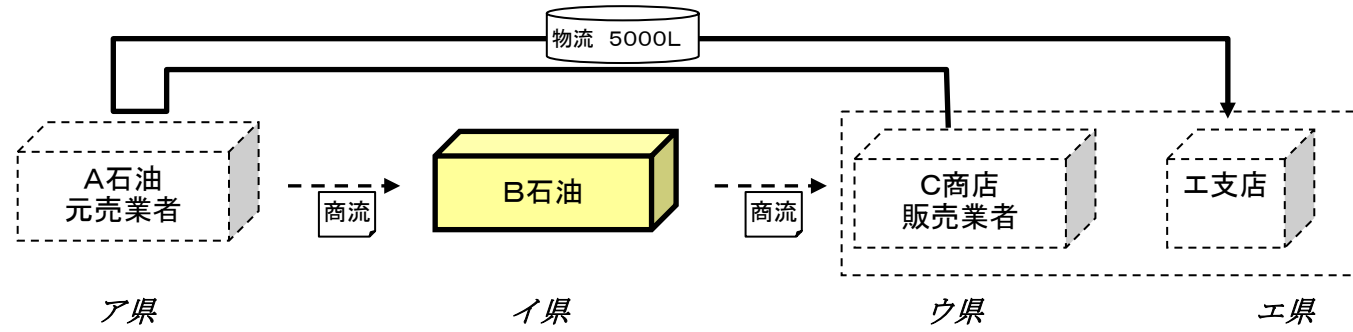 物流 5000L
A石油
元売業者
商流
B石油
商流
C商店
販売業者
エ支店
ア県
イ県
ウ県
エ県